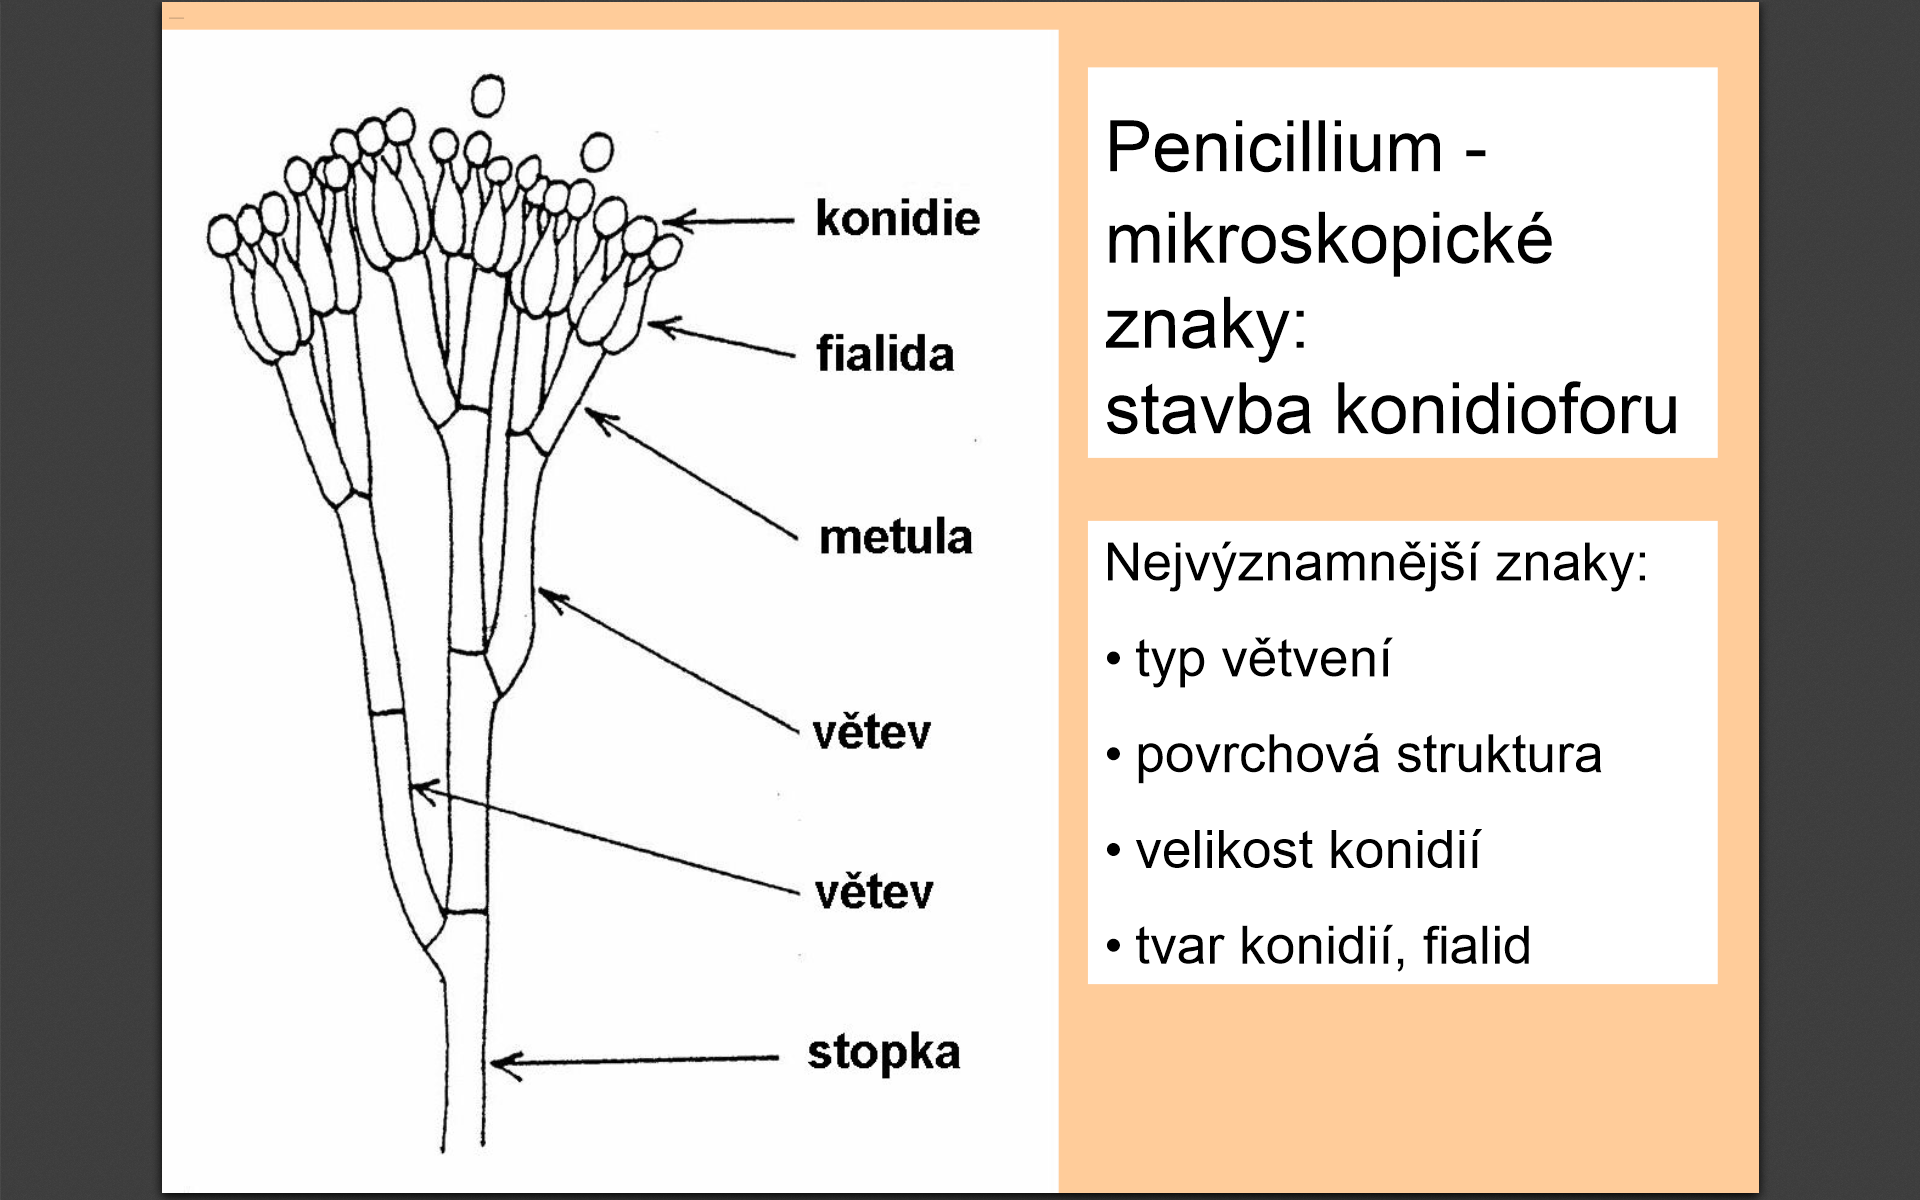 konidie
fialida
metula
větev
větev
stopka
Penicillium -
mikroskopické
znaky:
stavba konidioforu
Nejvýznamnější znaky:
• typ větvení
• povrchová struktura
• velikost konidií
• tvar konidií, fialid